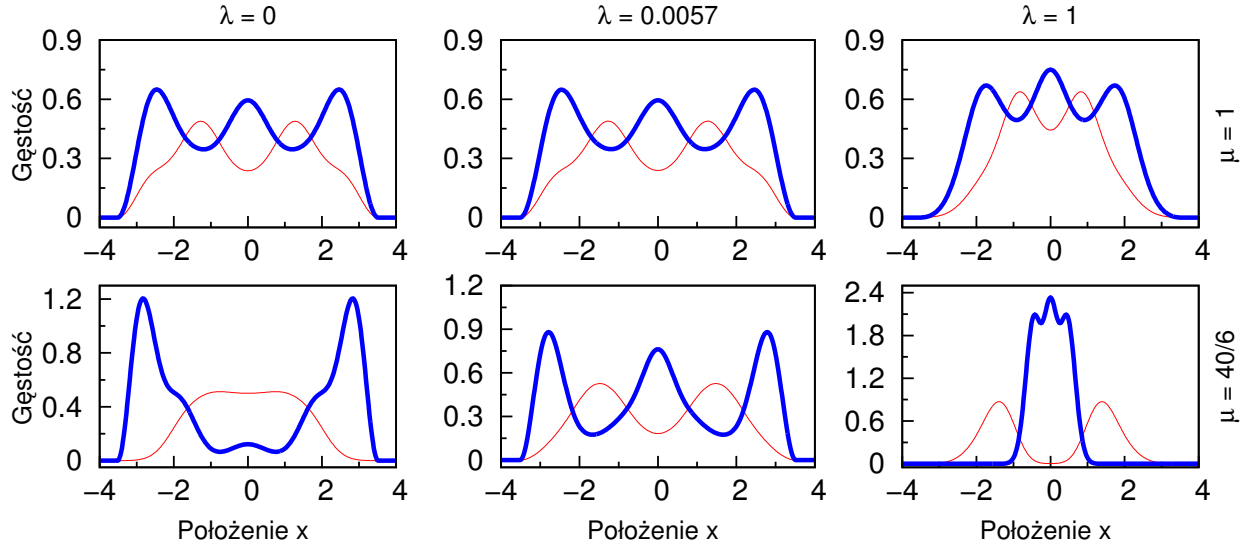 λ = 0
λ = 0.0057
λ = 1
Gęstość
0.9
0.6
0.3
0
−4 −2 0 2 4
0.9
0.6
0.3
0
−4 −2 0 2 4
0.9
0.6
0.3
0
−4 −2 0 2 4
μ = 1
Gęstość
1.2
0.8
0.4
0
−4 −2 0 2 4
Położenie x
1.2
0.9
0.6
0.3
0
−4 −2 0 2 4
Położenie x
2.4
1.8
1.2
0.6
0
−4 −2 0 2 4
Położenie x
μ = 40/6